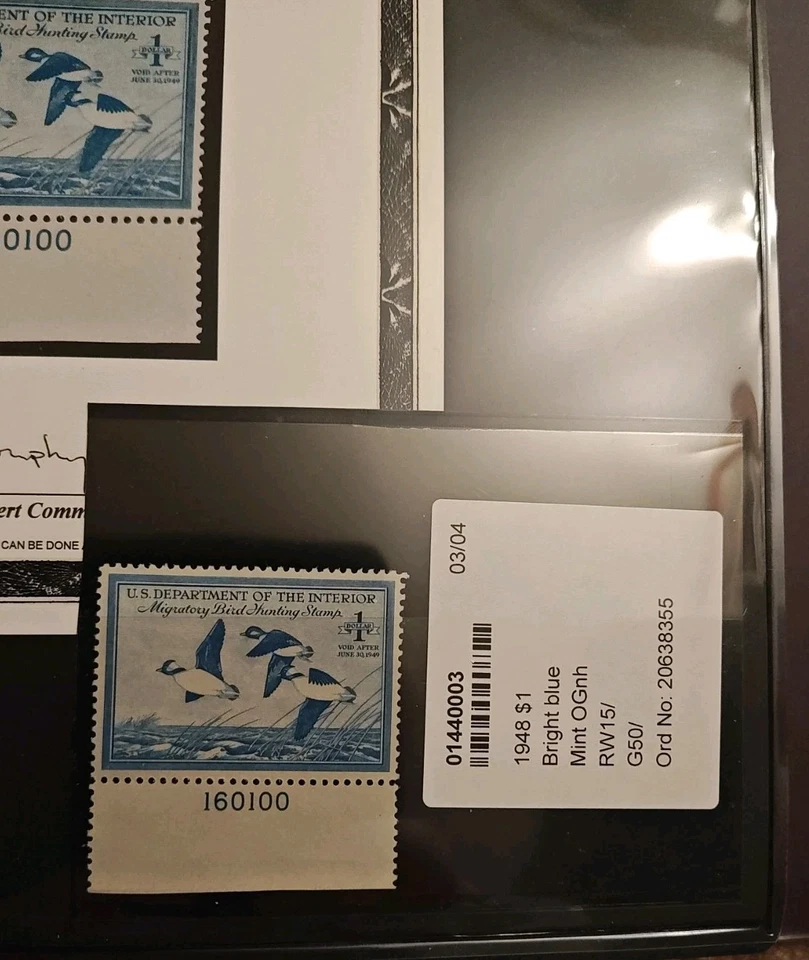 ENT OF THE INTERIOR
Bird Hunting Stamp
1
DOLLAR
VOID AFTER
JUNE 30, 1949
0100
ert Comm
CAN BE DONE
U.S. DEPARTMENT OF THE INTERIOR
Migratory Bird Hunting Stamp
1
DOLLAR
VOID AFTER
JUNE 30, 1949
160100
03/04
01440003
1948 $1
Bright blue
Mint OGnh
RW15/
G50/
Ord No: 20638355